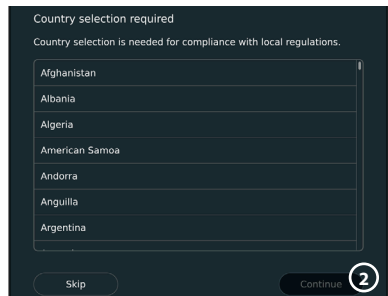 Country selection required
Country selection is needed for compliance with local regulations.
Afghanistan
Albania
Algeria
American Samoa
Andorra
Anguilla
Argentina
Skip
Continue
2